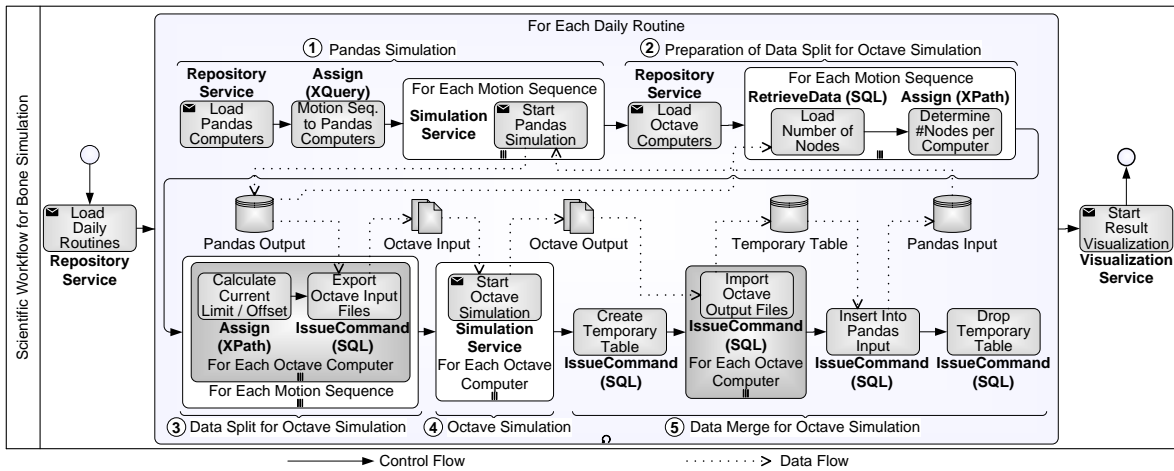 Scientific Workflow for Bone Simulation
For Each Daily Routine
1 Pandas Simulation
2 Preparation of Data Split for Octave Simulation
Repository
Service
Load
Pandas
Computers
Assign
(XQuery)
Motion Seq.
to Pandas
Computers
For Each Motion Sequence
Simulation
Service
Start
Pandas
Simulation
Repository
Service
Load
Octave
Computers
For Each Motion Sequence
RetrieveData (SQL)
Load
Number of
Nodes
Assign (XPath)
Determine
#Nodes per
Computer
Load
Daily
Routines
Repository
Service
Pandas Output
Octave Input
Octave Output
Temporary Table
Pandas Input
Start
Result
Visualization
Visualization
Service
Calculate
Current
Limit / Offset
Assign
(XPath)
Export
Octave Input
Files
IssueCommand
(SQL)
For Each Octave Computer
For Each Motion Sequence
Start
Octave
Simulation
Simulation
Service
For Each Octave
Computer
Create
Temporary
Table
IssueCommand
(SQL)
Import
Octave
Output Files
IssueCommand
(SQL)
For Each Octave
Computer
Insert Into
Pandas
Input
IssueCommand
(SQL)
Drop
Temporary
Table
IssueCommand
(SQL)
3 Data Split for Octave Simulation
4 Octave Simulation
5 Data Merge for Octave Simulation
Control Flow
Data Flow